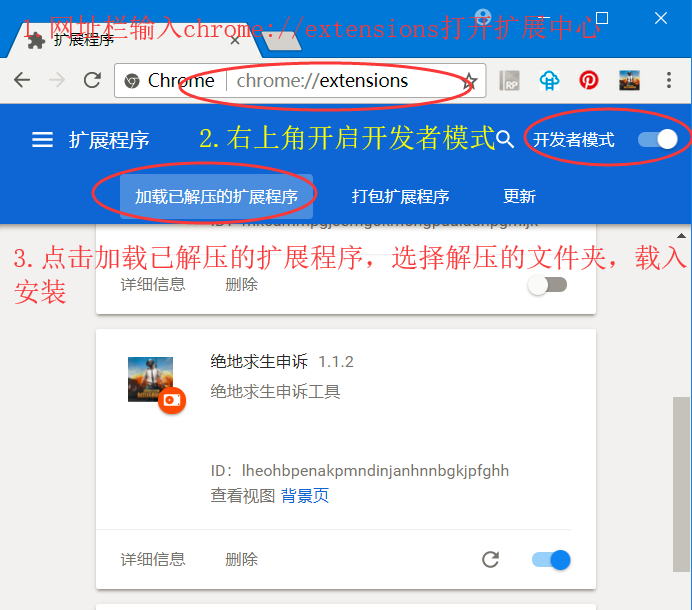 1.网址栏输入chrome://extensions打开扩展中心
扩展程序
Chrome | chrome://extensions
RP
扩展程序
2.右上角开启开发者模式
开发者模式
加载已解压的扩展程序 打包扩展程序 更新
3.点击加载已解压的扩展程序，选择解压的文件夹，载入
安装
详细信息 删除
绝地求生申诉 1.1.2
绝地求生申诉工具
ID：lheohbpenakpmndinjanhnnbgkjpfghh
查看视图 背景页
详细信息 删除